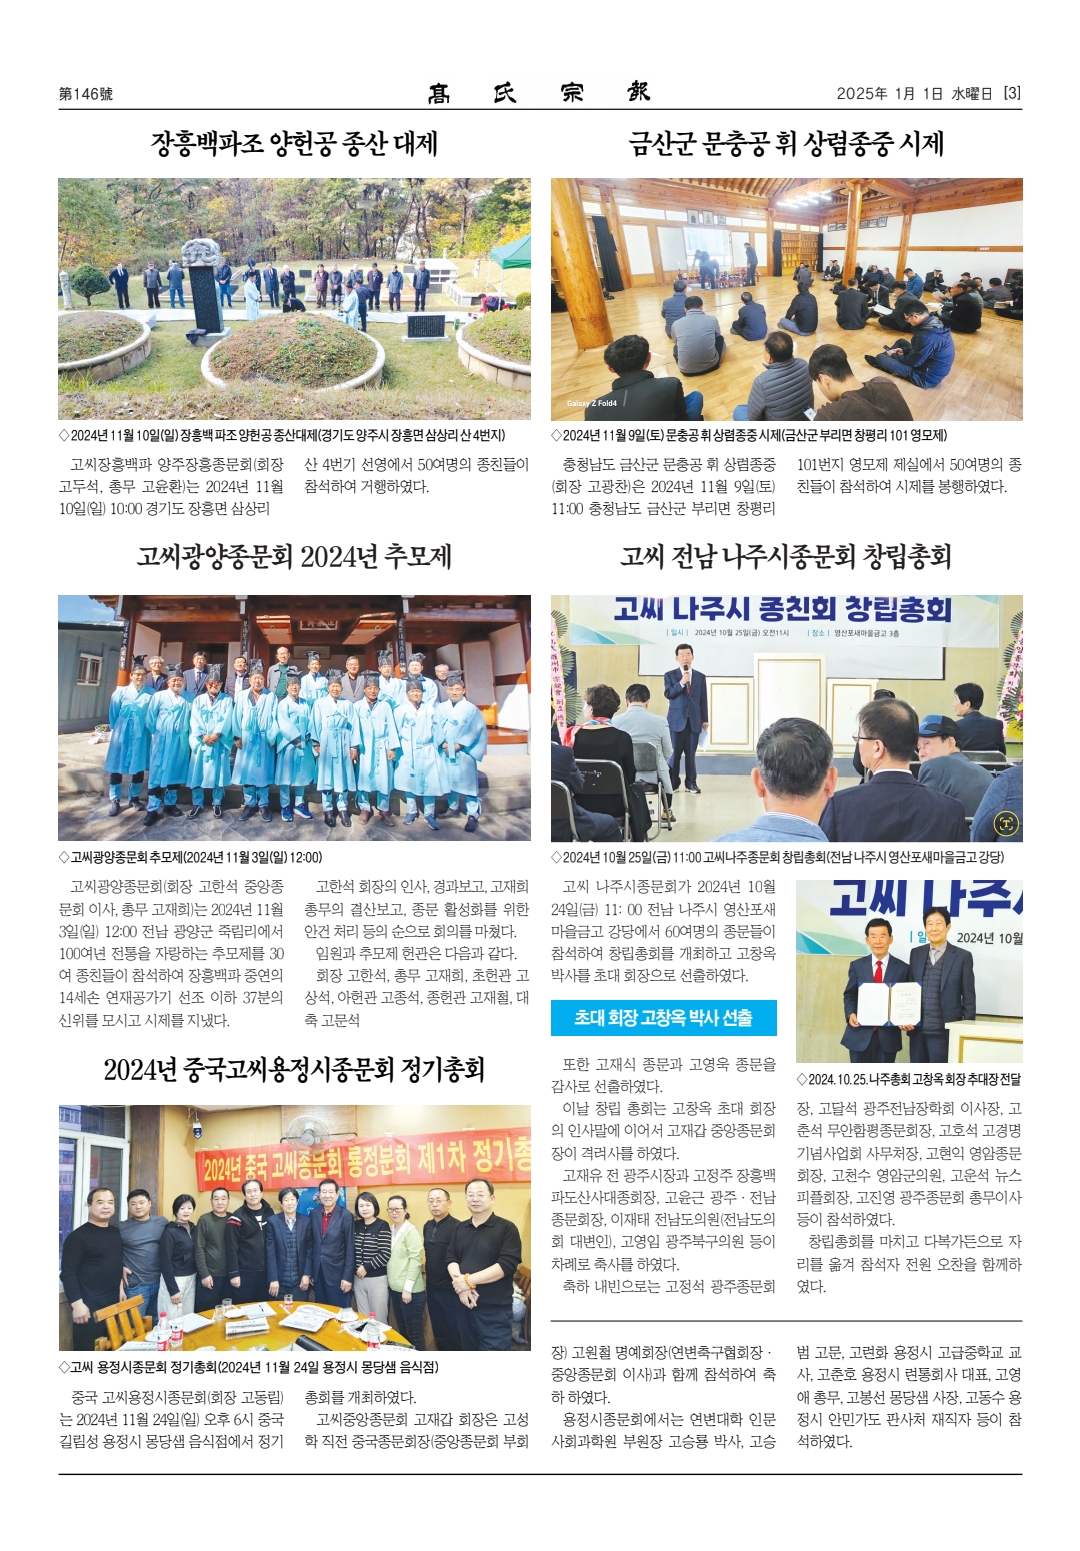 第146號
髙氏宗報
2025年 1月 1日 水曜日 [3]
장흥백파조 양헌공 종산 대제
◇2024년 11월 10일(일) 장흥백 파조 양헌공 종산대제(경기도 양주시 장흥면 삼상리 산 4번지)
고씨장흥백파 양주장흥종문회(회장
고두석, 총무 고윤환)는 2024년 11월
10일(일) 10:00 경기도 장흥면 삼상리
산 4번기 선영에서 50여명의 종친들이
참석하여 거행하였다.
금산군 문충공 휘 상렴종중 시제
Galaxy Z Fold4
◇2024년 11월 9일(토) 문충공 휘 상렴종중 시제(금산군 부리면 창평리 101 영모제)
충청남도 금산군 문충공 휘 상렴종중
(회장 고광찬)은 2024년 11월 9일(토)
11:00 충청남도 금산군 부리면 창평리
101번지 영모제 제실에서 50여명의 종
친들이 참석하여 시제를 봉행하였다.
고씨광양종문회 2024년 추모제
◇고씨광양종문회 추모제(2024년 11월 3일(일) 12:00)
고씨광양종문회(회장 고한석 중앙종
문회 이사, 총무 고재희)는 2024년 11월
3일(일) 12:00 전남 광양군 죽림리에서
100여년 전통을 자랑하는 추모제를 30
여 종친들이 참석하여 장흥백파 중연의
14세손 연재공가기 선조 이하 37분의
신위를 모시고 시제를 지냈다.
고한석 회장의 인사, 경과보고, 고재희
총무의 결산보고, 종문 활성화를 위한
안건 처리 등의 순으로 회의를 마쳤다.
임원과 추모제 헌관은 다음과 같다.
회장 고한석, 총무 고재희, 초헌관 고
상석, 아헌관 고종석, 종헌관 고재월, 대
축 고문석
고씨 전남 나주시종문회 창립총회
고씨 나주시 종친회 창립총회
| 일시 | 2024년 10월 25일(금) 오전11시 | 장소 | 영산포새마을금고 3층
◇2024년 10월 25일(금) 11:00 고씨나주종문회 창립총회(전남 나주시 영산포새마을금고 강당)
고씨 나주시종문회가 2024년 10월
24일(금) 11: 00 전남 나주시 영산포새
마을금고 강당에서 60여명의 종문들이
참석하여 창립총회를 개최하고 고창옥
박사를 초대 회장으로 선출하였다.
초대 회장 고창옥 박사 선출
또한 고재식 종문과 고영욱 종문을
감사로 선출하였다.
이날 창립 총회는 고창옥 초대 회장
의 인사말에 이어서 고재갑 중앙종문회
장이 격려사를 하였다.
고재유 전 광주시장과 고정주 장흥백
파도산사대종회장, 고윤근 광주 · 전남
종문회장, 이재태 전남도의원(전남도의
회 대변인), 고영임 광주북구의원 등이
차례로 축사를 하였다.
축하 내빈으로는 고정석 광주종문회
고씨 나주시
| 일 2024년 10월
◇2024. 10. 25. 나주총회 고창옥 회장 추대장 전달
장, 고달석 광주전남장학회 이사장, 고
춘석 무안함평종문회장, 고호석 고경명
기념사업회 사무처장, 고현익 영암종문
회장, 고천수 영암군의원, 고운석 뉴스
피플회장, 고진영 광주종문회 총무이사
등이 참석하였다.
창립총회를 마치고 다복가든으로 자
리를 옮겨 참석자 전원 오찬을 함께하
였다.
2024년 중국고씨용정시종문회 정기총회
2024년 중국 고씨종문회 룡정분회 제1차 정기총
◇고씨 용정시종문회 정기총회(2024년 11월 24일 용정시 몽당샘 음식점)
중국 고씨용정시종문회(회장 고동림)
는 2024년 11월 24일(일) 오후 6시 중국
길림성 용정시 몽당샘 음식점에서 정기
총회를 개최하였다.
고씨중앙종문회 고재갑 회장은 고성
학 직전 중국종문회장(중앙종문회 부회
장) 고원철 명예회장(연변축구협회장 ·
중앙종문회 이사)과 함께 참석하여 축
하 하였다.
용정시종문회에서는 연변대학 인문
사회과학원 부원장 고승룡 박사, 고승
범 고문, 고련화 용정시 고급중학교 교
사, 고춘호 용정시 련통회사 대표, 고영
애 총무, 고봉선 몽당샘 사장, 고동수 용
정시 안민가도 판사처 재직자 등이 참
석하였다.